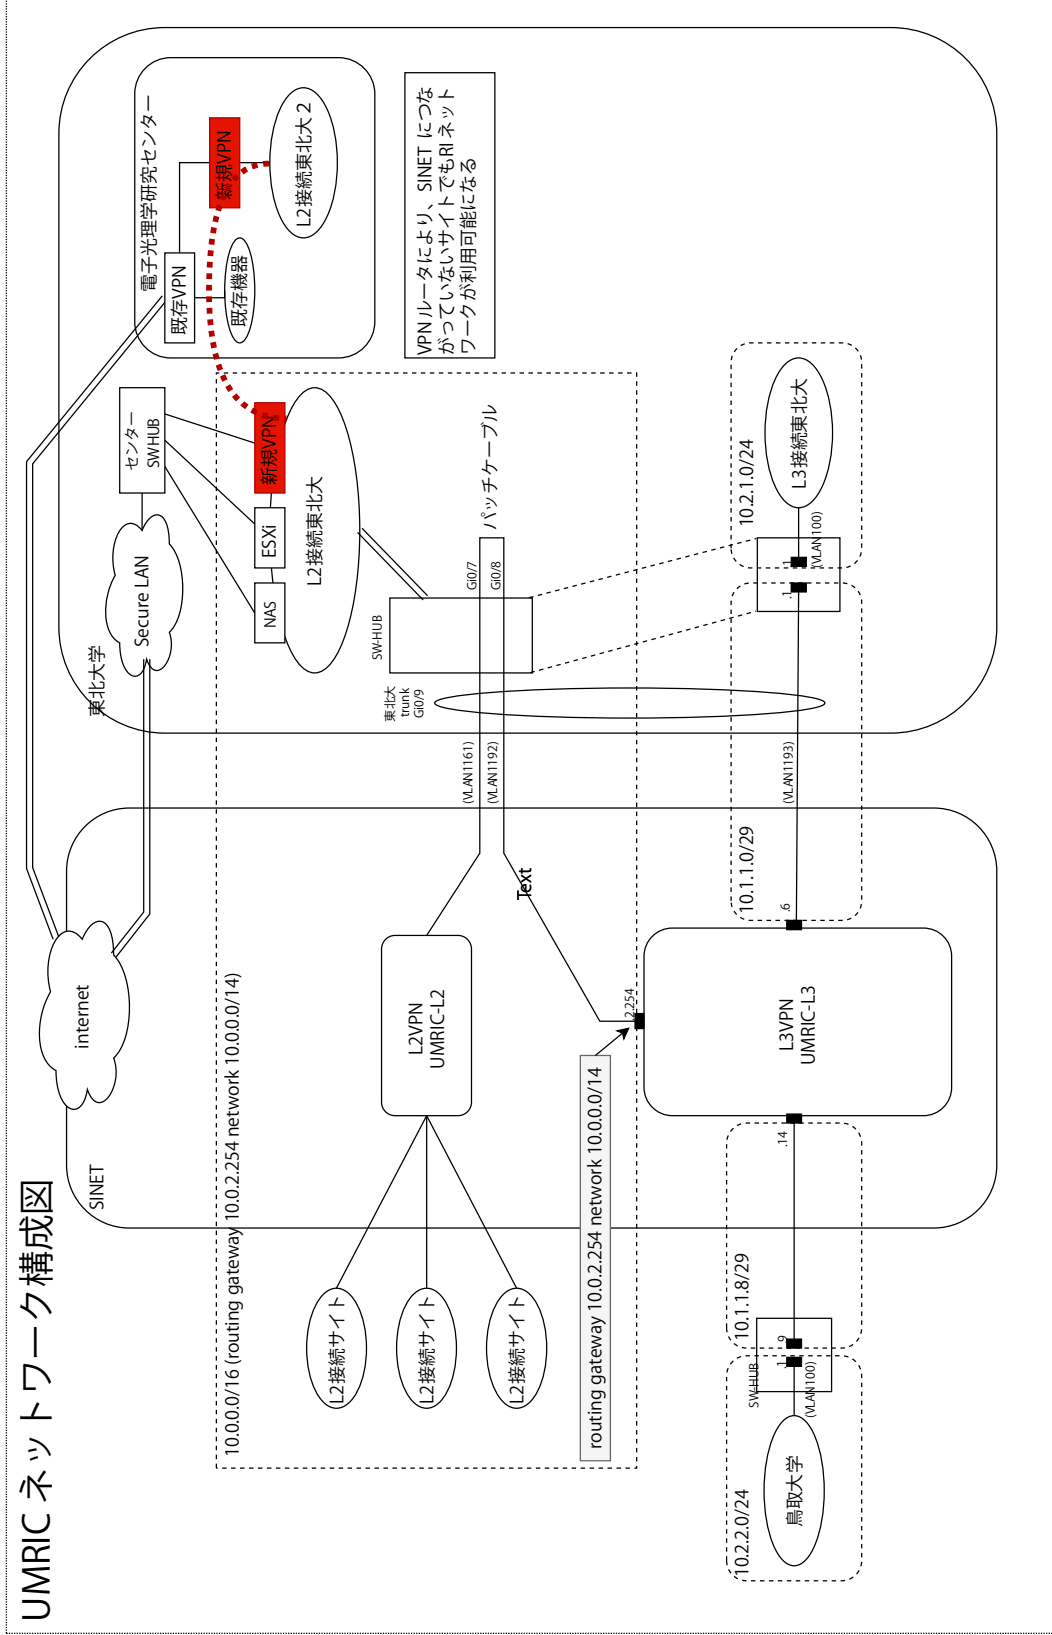 UMRIC ネットワーク構成図
SINET
internet
東北大学
Secure LAN
センター
SWHUB
電子光理学研究センター
既存VPN
新規VPN
既存機器
L2接続東北大 2
VPNルータにより、SINET につな
がっていないサイトでもRI ネット
ワークが利用可能になる
10.0.0.0/16 (routing gateway 10.0.2.254 network 10.0.0.0/14)
NAS
ESXi
新規VPN
L2接続東北大
L2接続サイト
L2接続サイト
L2接続サイト
L2VPN
UMRIC-L2
(VLAN1161)
(VLAN1192)
Text
東北大
trunk
Gi0/9
SW-HUB
Gi0/7
Gi0/8
パッチケーブル
routing gateway 10.0.2.254 network 10.0.0.0/14
.2.254
L3VPN
UMRIC-L3
10.2.2.0/24
鳥取大学
SW-HUB
(VLAN100)
.1
.9
10.1.1.8/29
.14
.6
10.1.1.0/29
(VLAN1193)
.1
.1
(VLAN100)
10.2.1.0/24
L3接続東北大